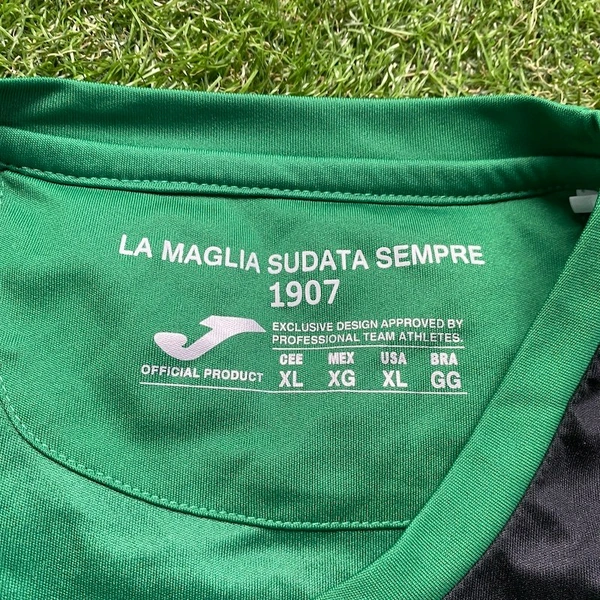 LA MAGLIA SUDATA SEMPRE
1907
EXCLUSIVE DESIGN APPROVED BY
PROFESSIONAL TEAM ATHLETES.
OFFICIAL PRODUCT
CEE MEX USA BRA
XL XG XL GG